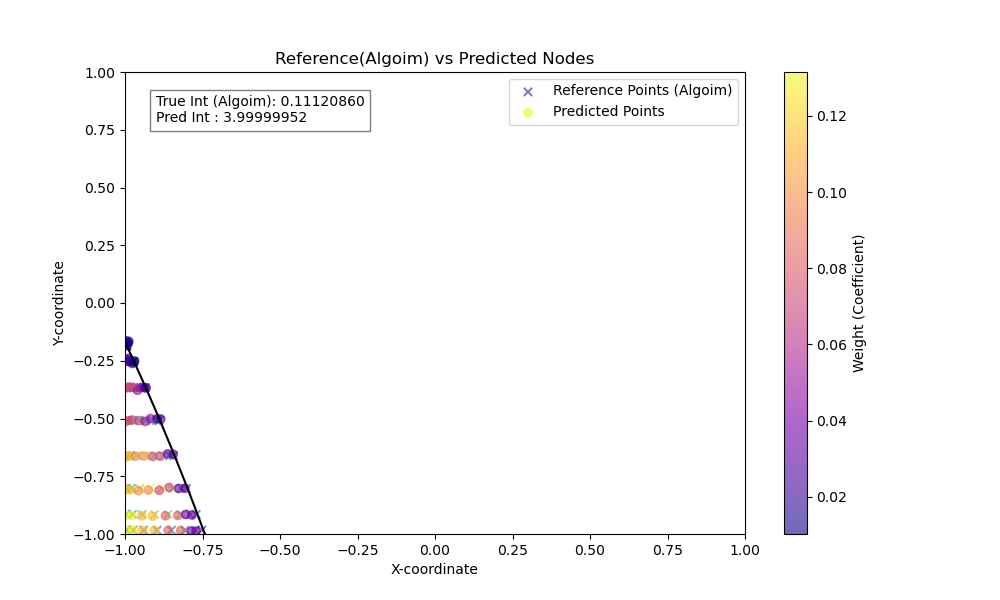 Reference(Algoim) vs Predicted Nodes
True Int (Algoim): 0.11120860
Pred Int : 3.99999952
Reference Points (Algoim)
Predicted Points
1.00
0.75
0.50
0.25
0.00
−0.25
−0.50
−0.75
−1.00
Y-coordinate
−1.00 −0.75 −0.50 −0.25 0.00 0.25 0.50 0.75 1.00
X-coordinate
0.12
0.10
0.08
0.06
0.04
0.02
Weight (Coefficient)